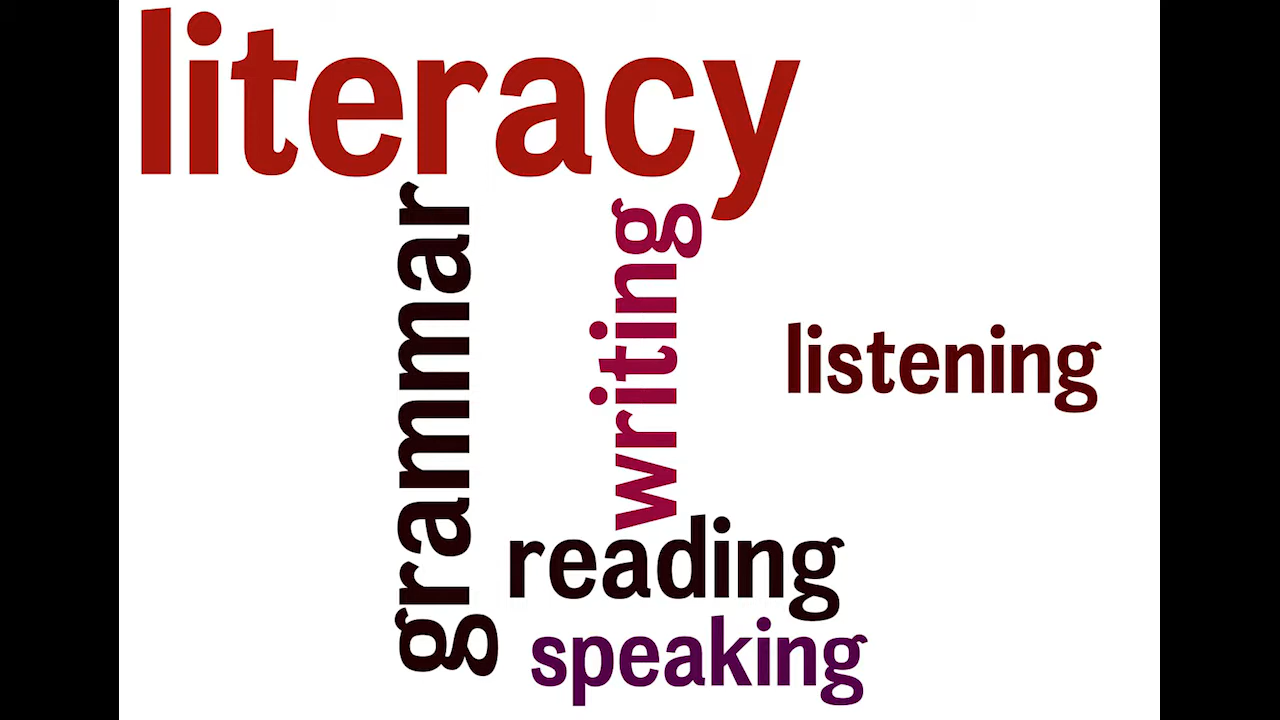 literacy
grammar
writing
listening
reading
speaking